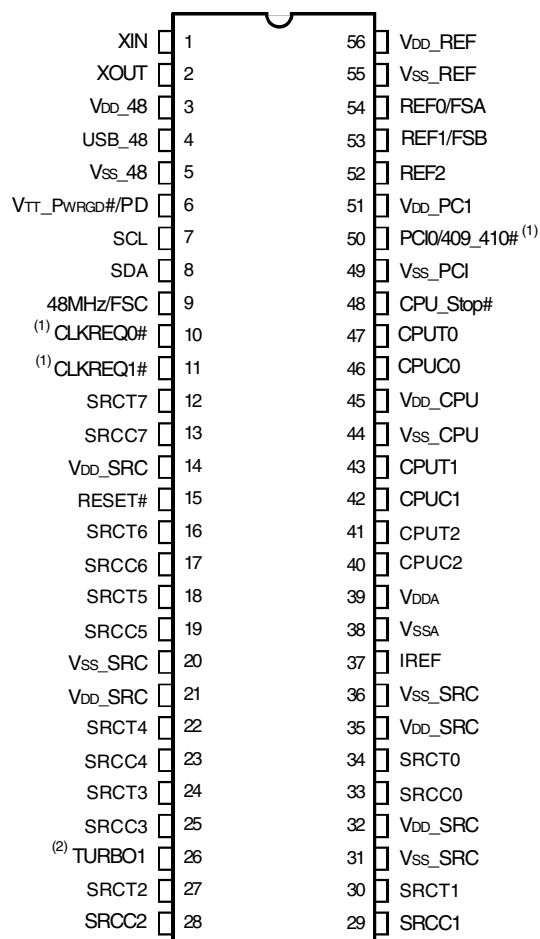 XIN 1 56 VDD_REF
XOUT 2 55 VSS_REF
VDD_48 3 54 REF0/FSA
USB_48 4 53 REF1/FSB
VSS_48 5 52 REF2
VTT_PWRGD#/PD 6 51 VDD_PC1
SCL 7 50 PCI0/409_410# (1)
SDA 8 49 VSS_PCI
48MHz/FSC 9 48 CPU_Stop#
(1) CLKREQ0# 10 47 CPUT0
(1) CLKREQ1# 11 46 CPUC0
SRCT7 12 45 VDD_CPU
SRCC7 13 44 VSS_CPU
VDD_SRC 14 43 CPUT1
RESET# 15 42 CPUC1
SRCT6 16 41 CPUT2
SRCC6 17 40 CPUC2
SRCT5 18 39 VDDA
SRCC5 19 38 VSSA
VSS_SRC 20 37 IREF
VDD_SRC 21 36 VSS_SRC
SRCT4 22 35 VDD_SRC
SRCC4 23 34 SRCT0
SRCT3 24 33 SRCC0
SRCC3 25 32 VDD_SRC
(2) TURBO1 26 31 VSS_SRC
SRCT2 27 30 SRCT1
SRCC2 28 29 SRCC1